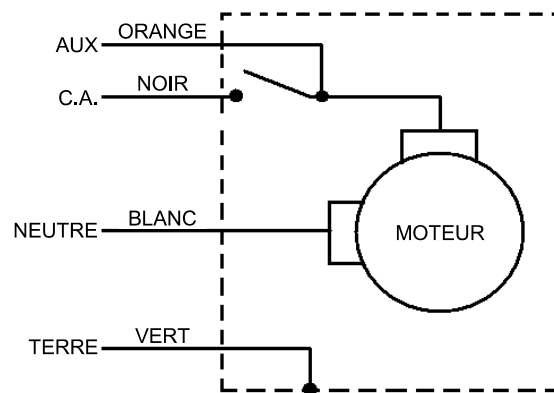 AUX ORANGE
C.A. NOIR
NEUTRE BLANC
MOTEUR
TERRE VERT